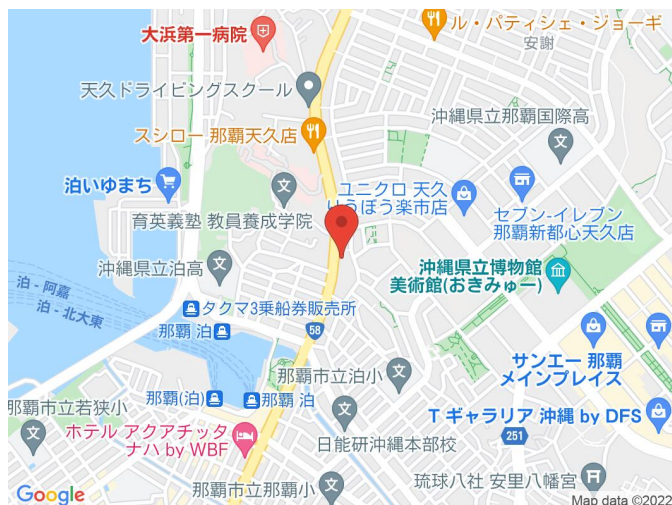 ル・パティシェ・ジョーギ
大浜第一病院
安謝
天久ドライビングスクール
沖縄県立那覇国際高
スシロー 那覇天久店
ユニクロ 天久
りうぼう楽市店
泊いゆまち
セブン-イレブン
那覇新都心天久店
育英義塾 教員養成学院
沖縄県立泊高
沖縄県立博物館
美術館(おきみゅー)
泊 - 阿嘉
泊 - 北大東
タクマ3乗船券販売所
那覇 泊
58
サンエー 那覇
メインプレイス
那覇市立泊小
那覇(泊)
那覇 泊
那覇市立若狭小
T ギャラリア 沖縄 by DFS
ホテル アクアチッタ
ナハ by WBF
日能研沖縄本部校
251
琉球八社 安里八幡宮
那覇市立那覇小
Google
Map data ©2022